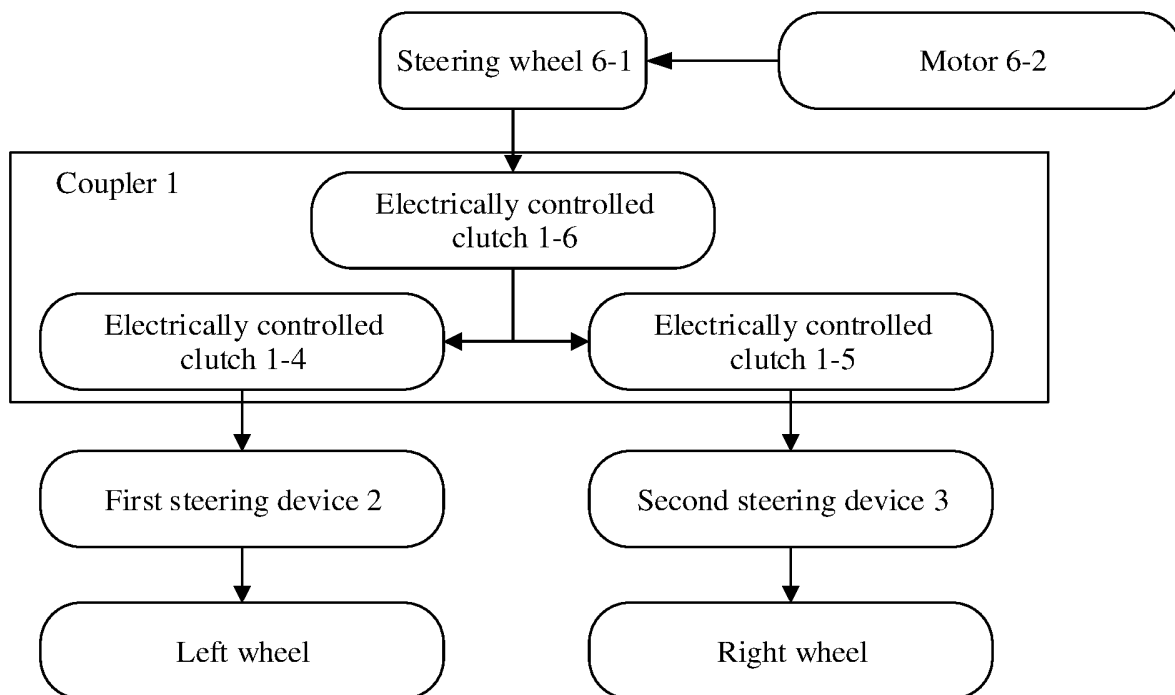 Steering wheel 6-1
Motor 6-2
Coupler 1
Electrically controlled
clutch 1-6
Electrically controlled
clutch 1-4
Electrically controlled
clutch 1-5
First steering device 2
Second steering device 3
Left wheel
Right wheel